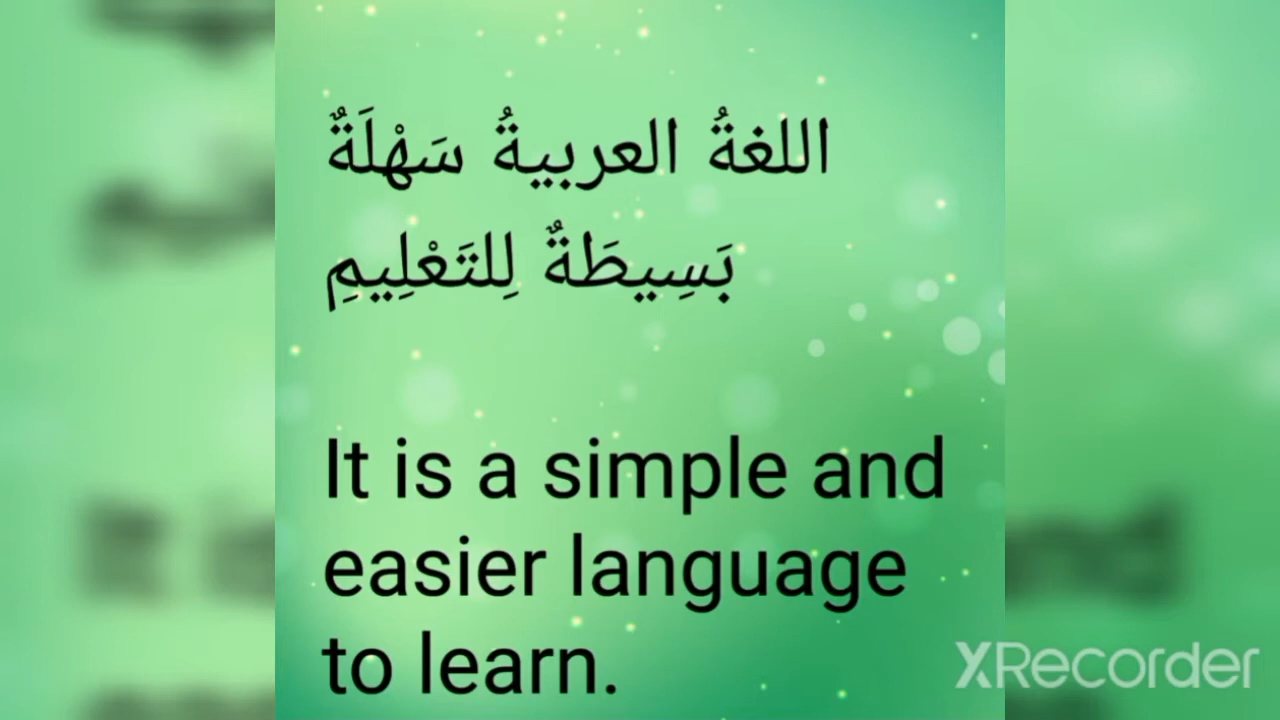 اللغةُ العربيةُ سَهْلَةٌ
بَسِيطَةٌ لِلتَعْلِيمِ
It is a simple and
easier language
to learn.
XRecorder